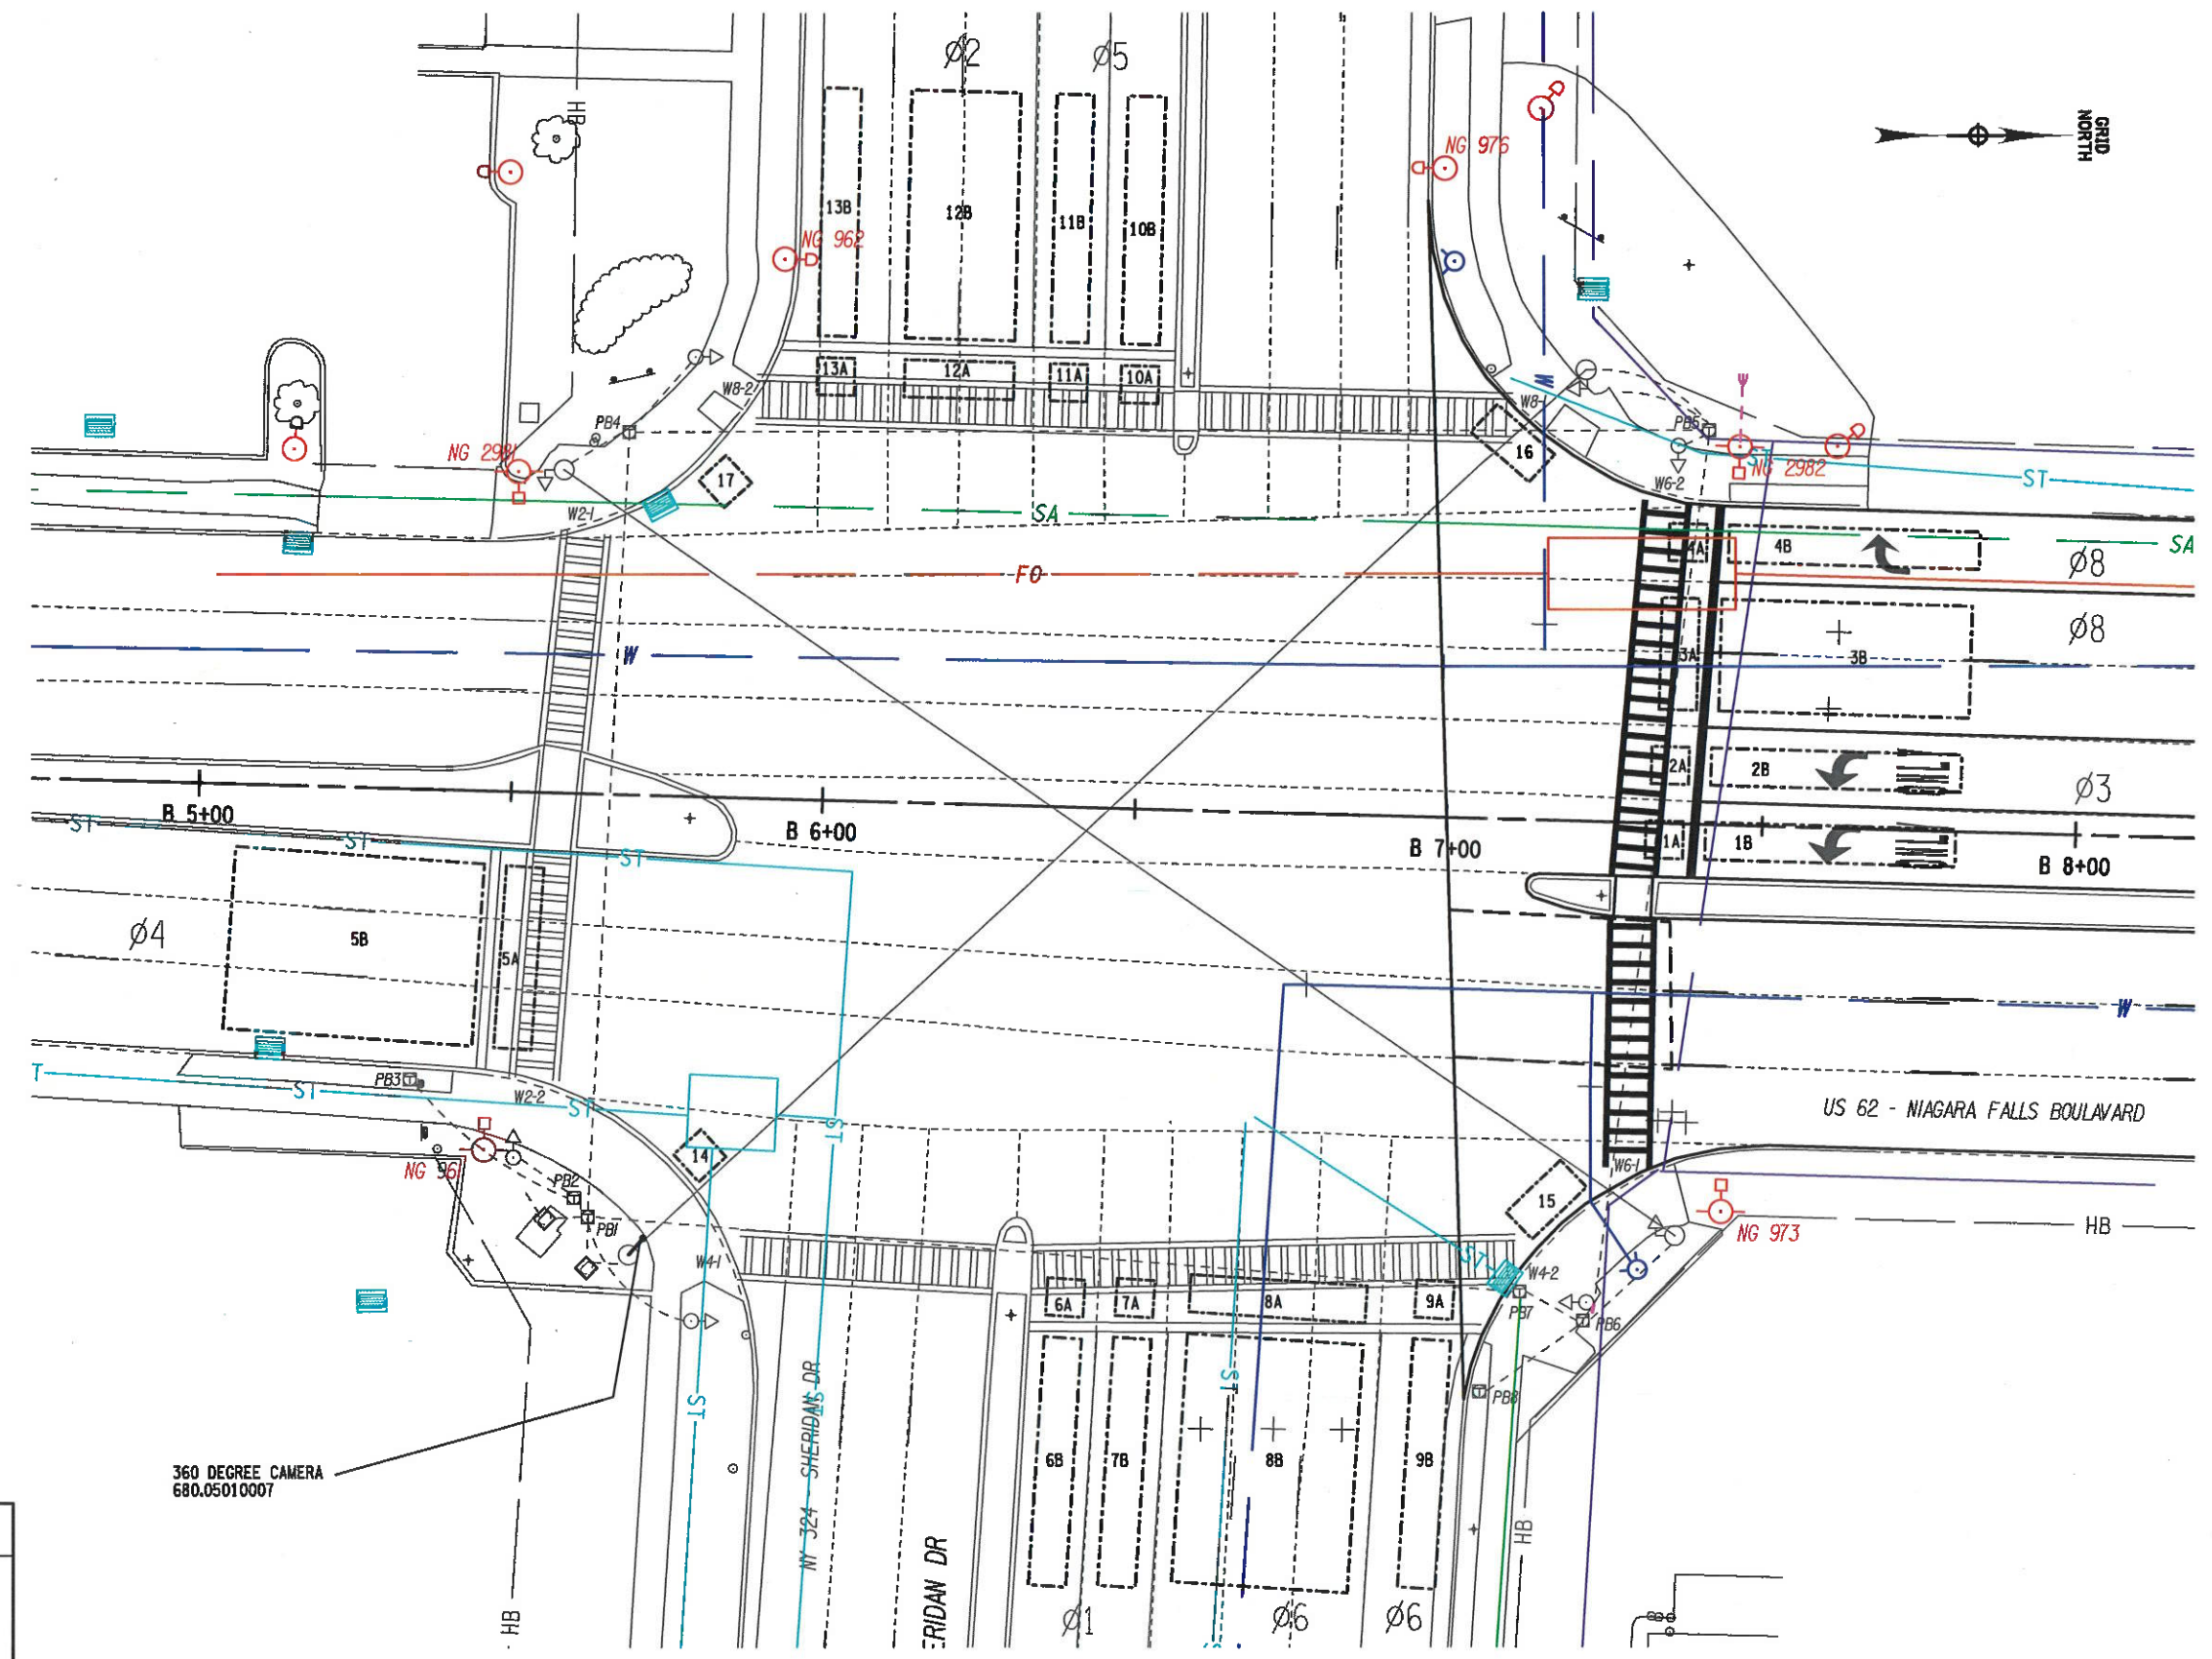 Ø2
Ø5
GRID
NORTH
HB
NG 976
13B
12B
11B
10B
NG 962
13A
12A
11A
10A
W8-2
W
W8-1
PB4
PB5
NG 2981
17
16
ST
NG 2982
ST
W6-2
W2-1
SA
4A
4B
SA
Ø8
FO
Ø8
W
3A
3B
2A
2B
Ø3
B 5+00
B 6+00
B 7+00
1A
1B
B 8+00
ST
ST
ST
Ø4
5B
5A
W
T
PB3
ST
W2-2
ST
ST
US 62 - NIAGARA FALLS BOULAVARD
14
W6-1
NG 961
PB2
15
PB1
NG 973
HB
W4-1
ST
W4-2
6A
7A
8A
9A
PB7
PB6
ST
ST
ST
PB8
NY 324 SHERIDAN DR
6B
7B
8B
9B
360 DEGREE CAMERA
680.05010007
HB
ERIDAN DR
HB
Ø1
Ø6
Ø6